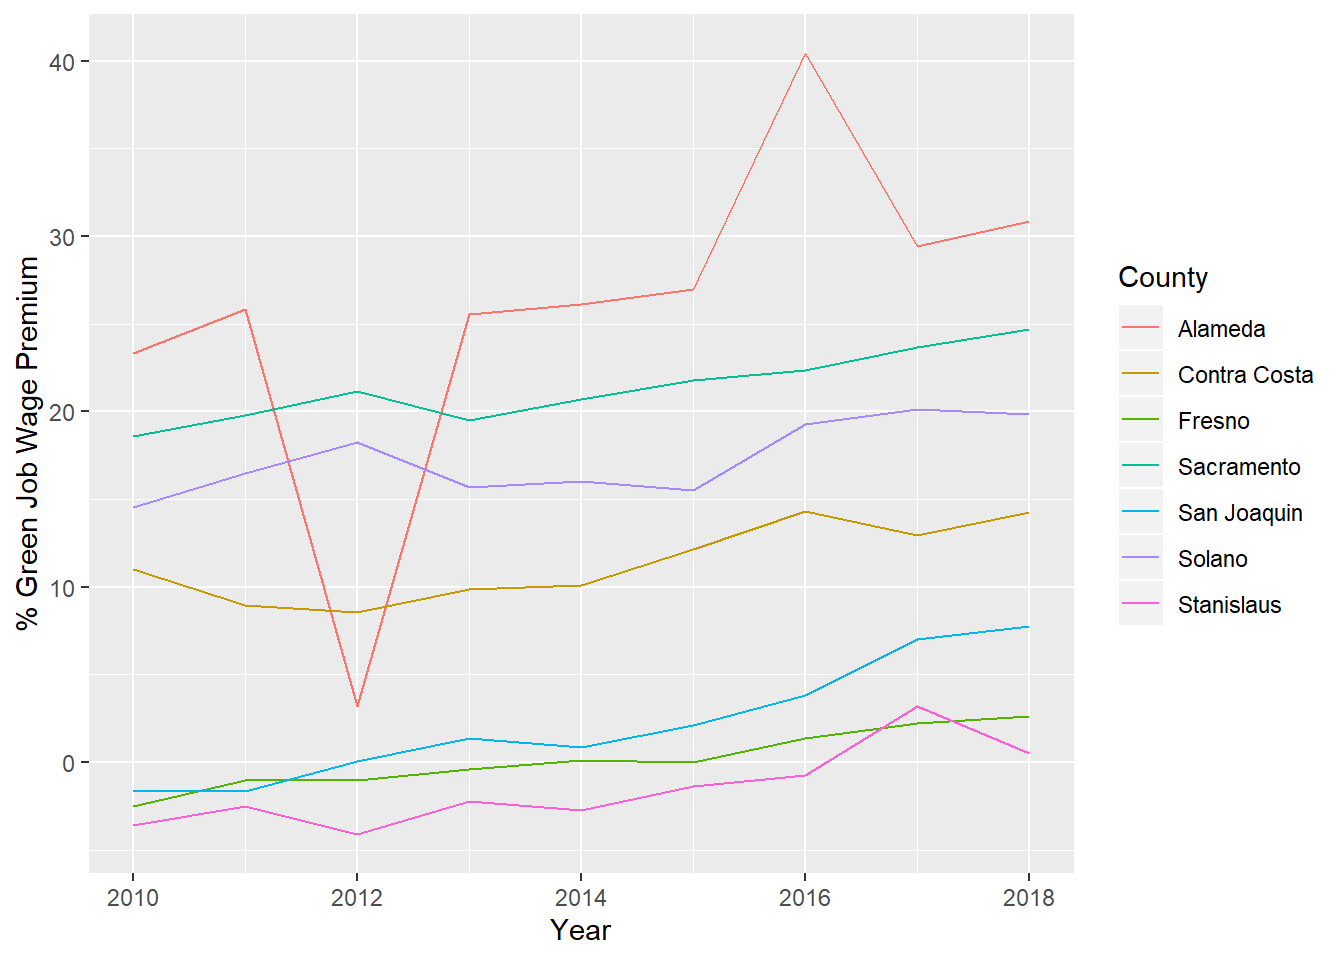 % Green Job Wage Premium
40
30
20
10
0
2010 2012 2014 2016 2018
Year
County
Alameda
Contra Costa
Fresno
Sacramento
San Joaquin
Solano
Stanislaus